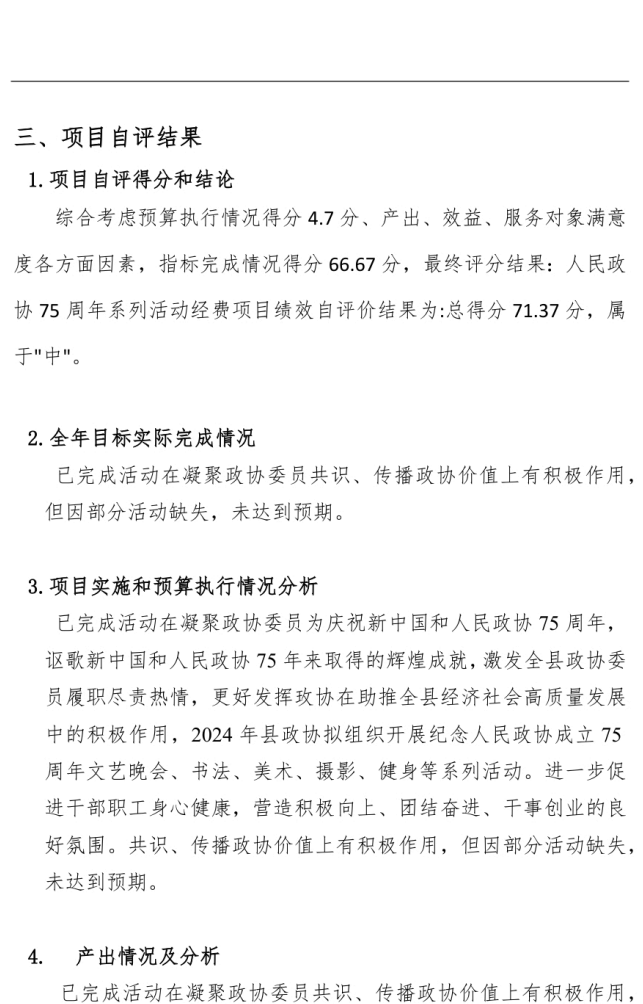 三、项目自评结果
1.项目自评得分和结论
综合考虑预算执行情况得分 4.7 分、产出、效益、服务对象满意
度各方面因素，指标完成情况得分 66.67 分，最终评分结果：人民政
协 75 周年系列活动经费项目绩效自评价结果为:总得分 71.37 分，属
于"中"。
2.全年目标实际完成情况
已完成活动在凝聚政协委员共识、传播政协价值上有积极作用，
但因部分活动缺失，未达到预期。
3.项目实施和预算执行情况分析
已完成活动在凝聚政协委员为庆祝新中国和人民政协 75 周年，
讴歌新中国和人民政协 75 年来取得的辉煌成就，激发全县政协委
员履职尽责热情，更好发挥玫协在助推全县经济社会高质量发展
中的积极作用，2024 年县政协拟组织开展纪念人民政协成立 75
周年文艺晚会、书法、美术、摄影、健身等系列活动。进一步促
进干部职工身心健康，营造积极向上、团结奋进、干事创业的良
好氛围。共识、传播政协价值上有积极作用，但因部分活动缺失，
未达到预期。
4. 产出情况及分析
已完成活动在凝聚政协委员共识、传播政协价值上有积极作用，